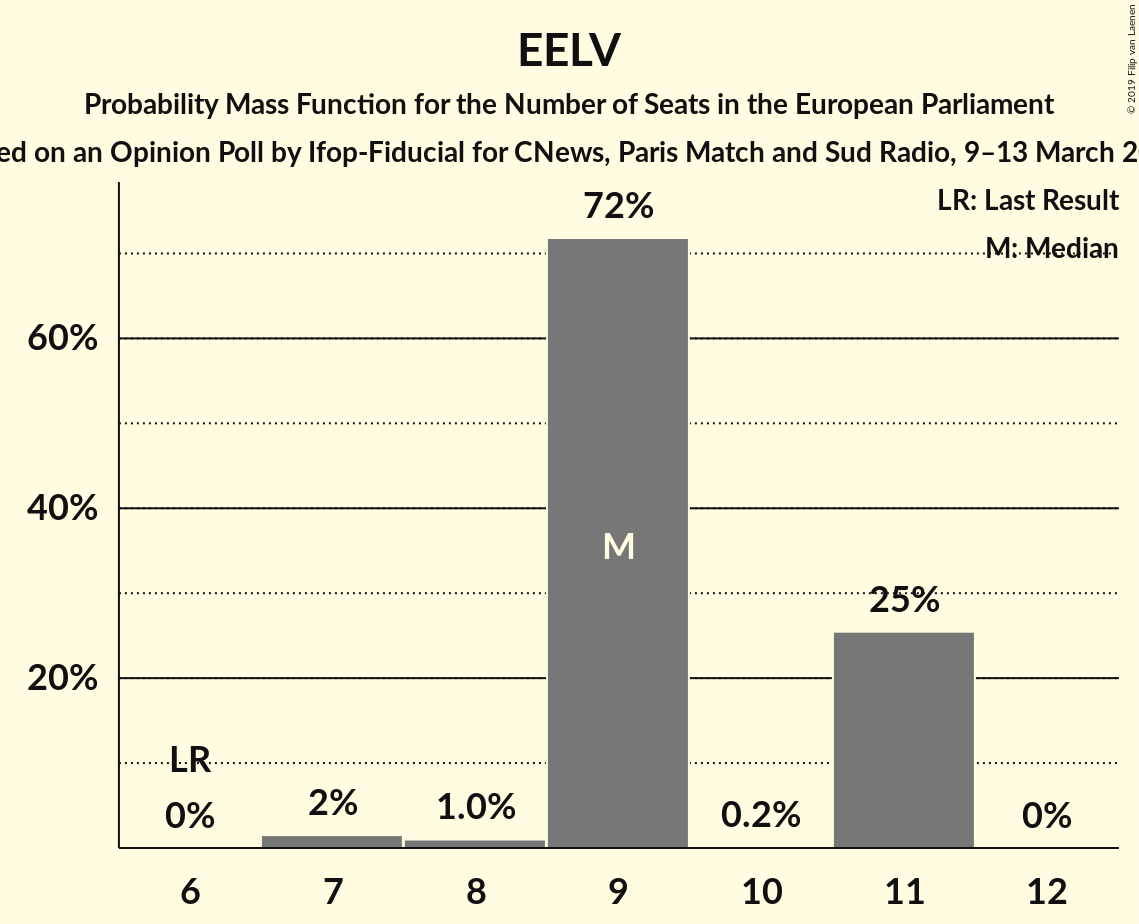 EELV
Probability Mass Function for the Number of Seats in the European Parliament
ed on an Opinion Poll by Ifop-Fiducial for CNews, Paris Match and Sud Radio, 9–13 March 20
© 2019 Filip van Laenen
LR: Last Result
M: Median
72%
60%
40%
M
25%
20%
LR
0%
2%
1.0%
0.2%
0%
6 7 8 9 10 11 12